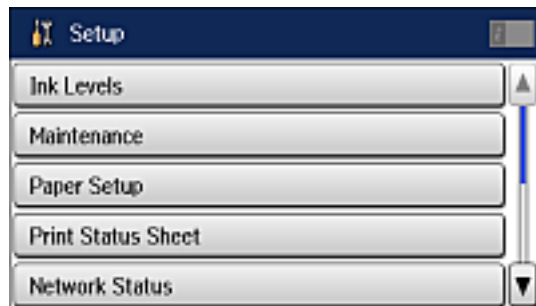 Setup
Ink Levels
Maintenance
Paper Setup
Print Status Sheet
Network Status